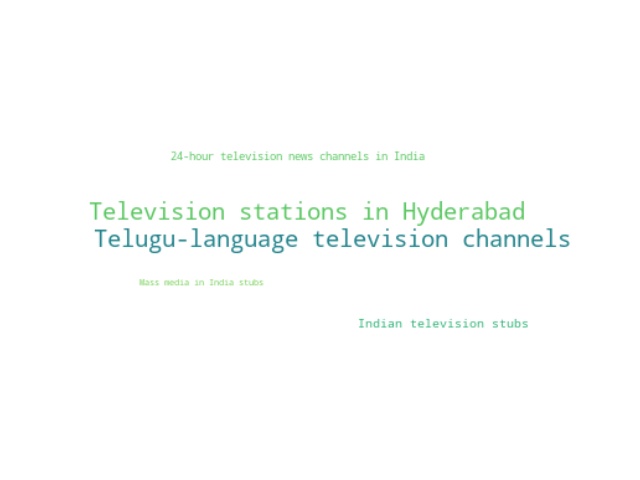 24-hour television news channels in India
Television stations in Hyderabad
Telugu-language television channels
Mass media in India stubs
Indian television stubs